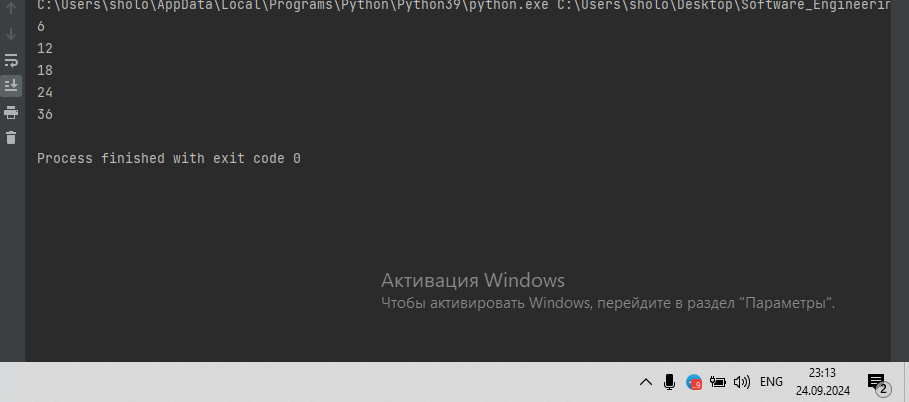 C:\Users\sholo\AppData\Local\Programs\Python\Python39\python.exe C:\Users\sholo\Desktop\Software_Engineerin
6
12
18
24
36
Process finished with exit code 0
Активация Windows
Чтобы активировать Windows, перейдите в раздел "Параметры".
ENG
23:13
24.09.2024
2